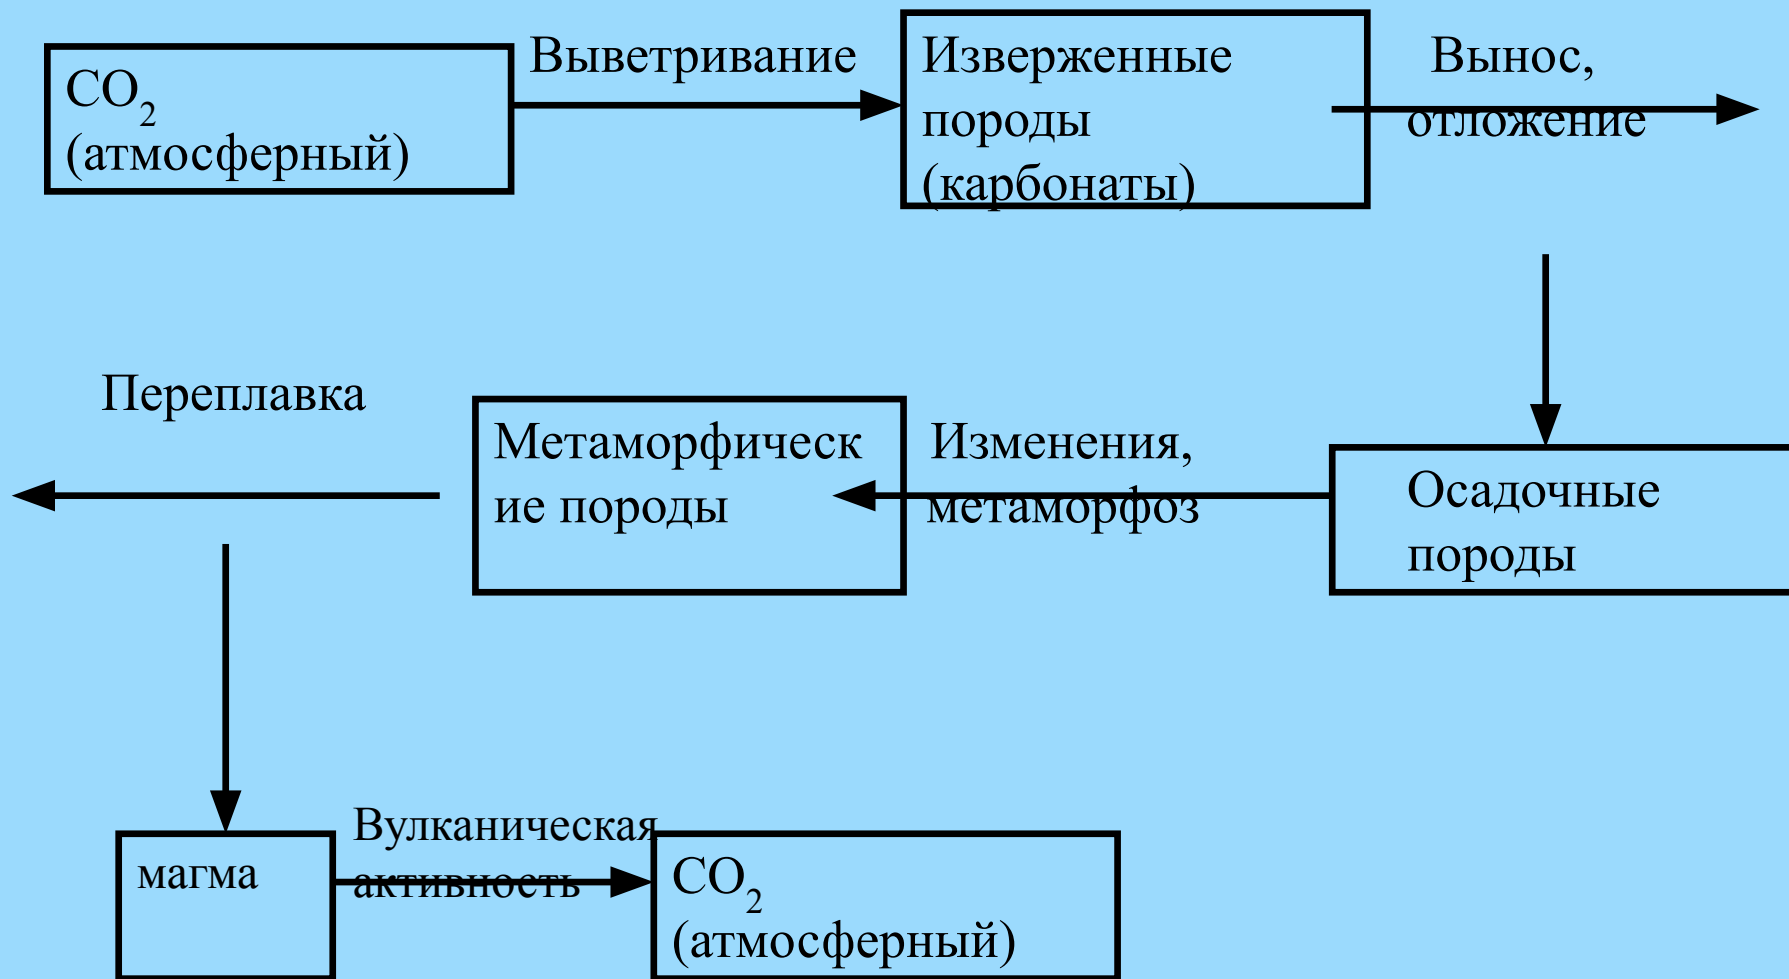 CO2
(атмосферный)
Выветривание
Изверженные
породы
(карбонаты)
Вынос,
отложение
Переплавка
Метаморфическ
ие породы
Изменения,
метаморфоз
Осадочные
породы
магма
Вулканическая
активность
CO2
(атмосферный)